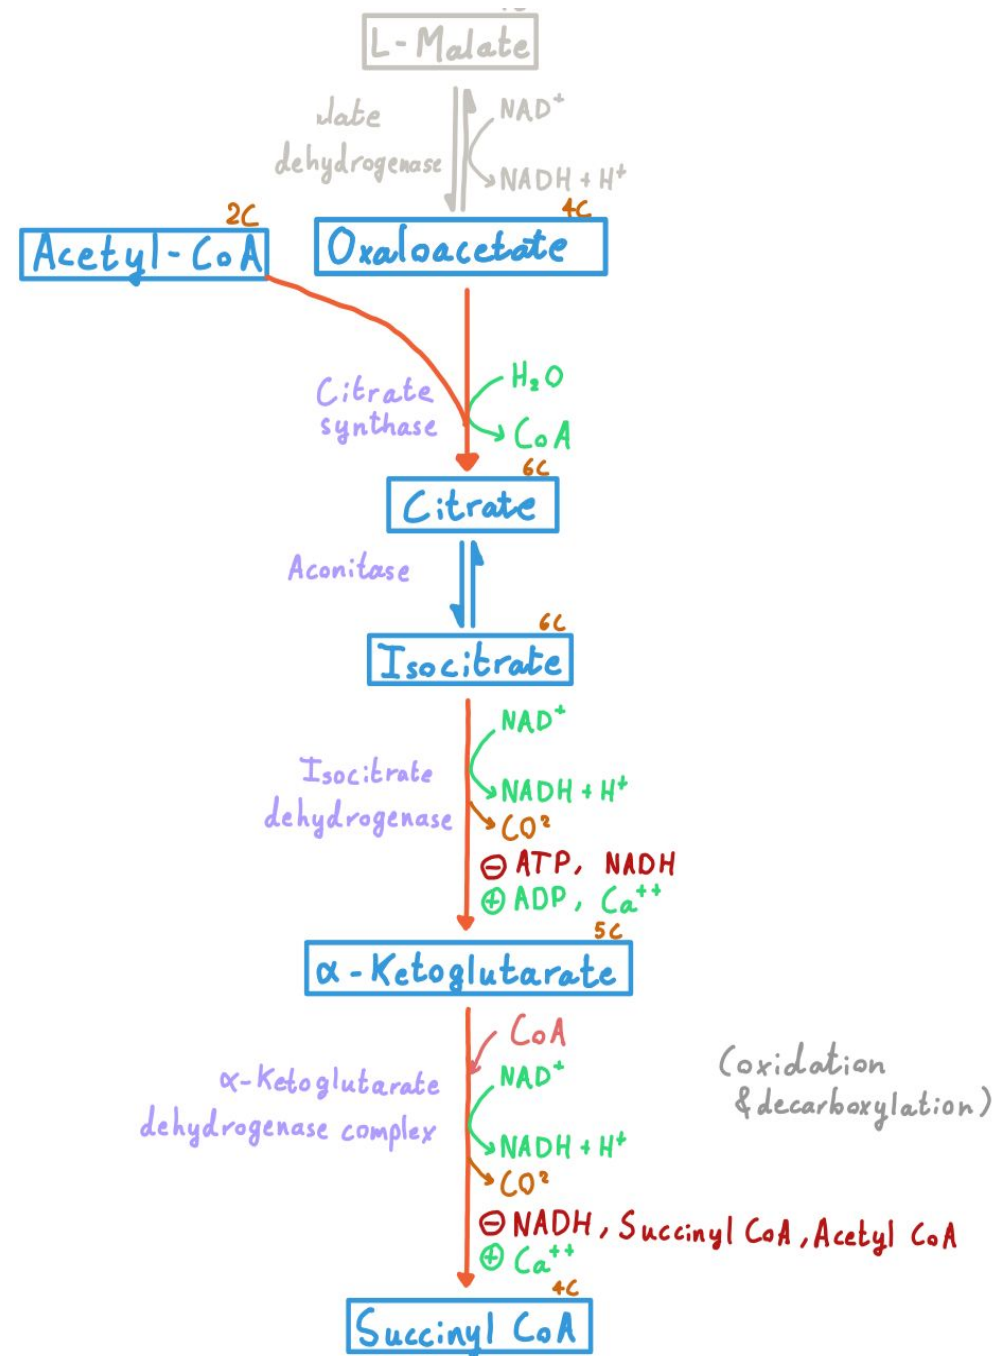 L-Malate
NAD⁺
late
dehydrogenase
NADH + H⁺
2C
4C
Acetyl-CoA
Oxaloacetate
H₂O
Citrate
synthase
CoA
6C
Citrate
Aconitase
6C
Isocitrate
NAD⁺
Isocitrate
dehydrogenase
NADH + H⁺
CO²
⊖ ATP, NADH
⊕ ADP, Ca⁺⁺
5C
α-Ketoglutarate
CoA
NAD⁺
α-Ketoglutarate
dehydrogenase complex
(oxidation
& decarboxylation)
NADH + H⁺
CO²
⊖ NADH, Succinyl CoA, Acetyl CoA
⊕ Ca⁺⁺
4C
Succinyl CoA